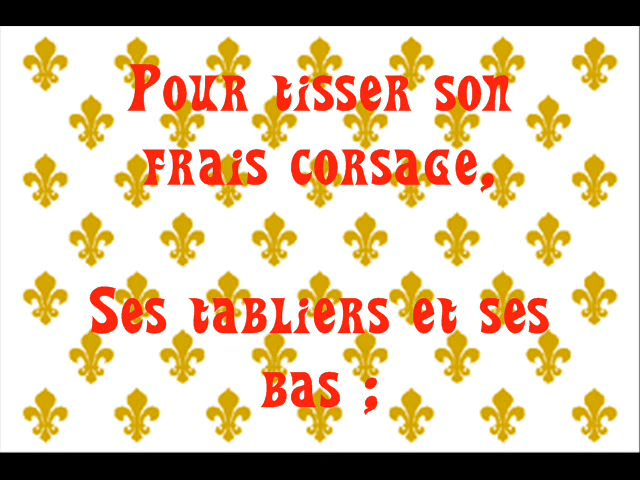 Pour tisser son
frais corsage,
Ses tabliers et ses
bas ;